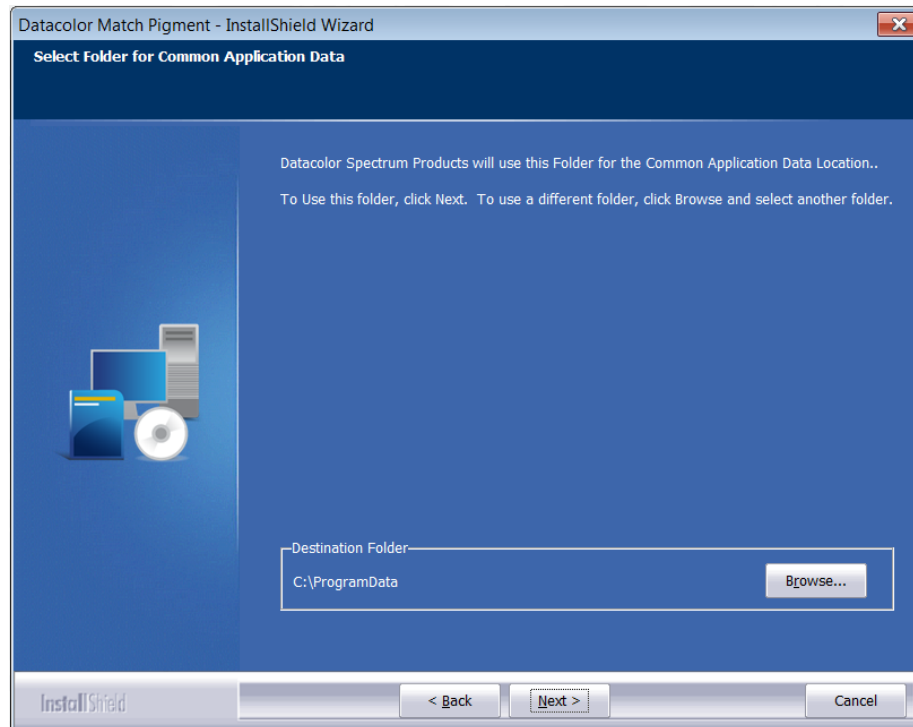 Datacolor Match Pigment - InstallShield Wizard
Select Folder for Common Application Data
Datacolor Spectrum Products will use this Folder for the Common Application Data Location..
To Use this folder, click Next.  To use a different folder, click Browse and select another folder.
Destination Folder
C:\ProgramData
Browse...
InstallShield
< Back
Next >
Cancel